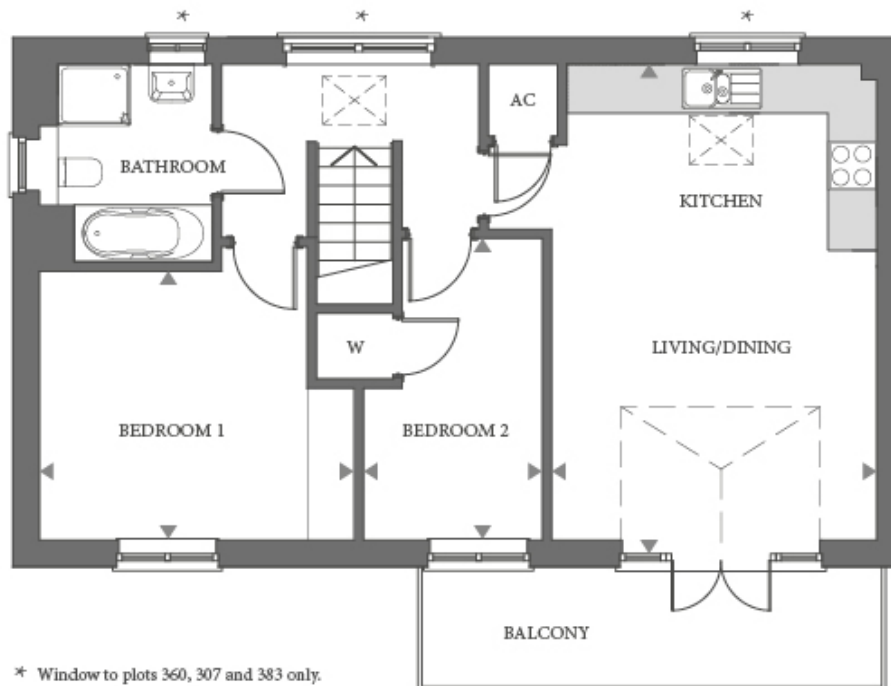 * * *
AC
BATHROOM
KITCHEN
W
LIVING/DINING
BEDROOM 1
BEDROOM 2
BALCONY
* Window to plots 360, 307 and 383 only.